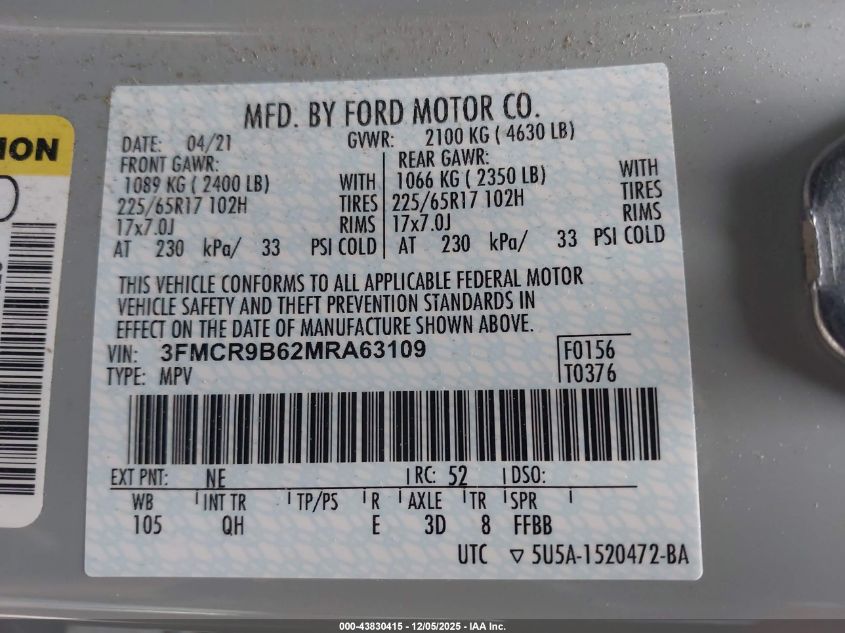 MFD. BY FORD MOTOR CO.
DATE: 04/21 GVWR: 2100 KG ( 4630 LB)
FRONT GAWR: REAR GAWR:
1089 KG ( 2400 LB) WITH 1066 KG ( 2350 LB) WITH
225/65R17 102H TIRES 225/65R17 102H TIRES
17x7.0J RIMS 17x7.0J RIMS
AT 230 kPa/ 33 PSI COLD AT 230 kPa/ 33 PSI COLD
THIS VEHICLE CONFORMS TO ALL APPLICABLE FEDERAL MOTOR
VEHICLE SAFETY AND THEFT PREVENTION STANDARDS IN
EFFECT ON THE DATE OF MANUFACTURE SHOWN ABOVE.
VIN: 3FMCR9B62MRA63109 F0156
TYPE: MPV T0376
EXT PNT: NE RC: 52 DSO:
WB INT TR TP/PS R AXLE TR SPR
105 QH E 3D 8 FFBB
UTC ▽ 5U5A-1520472-BA
000-43830415 - 12/05/2025 - IAA Inc.